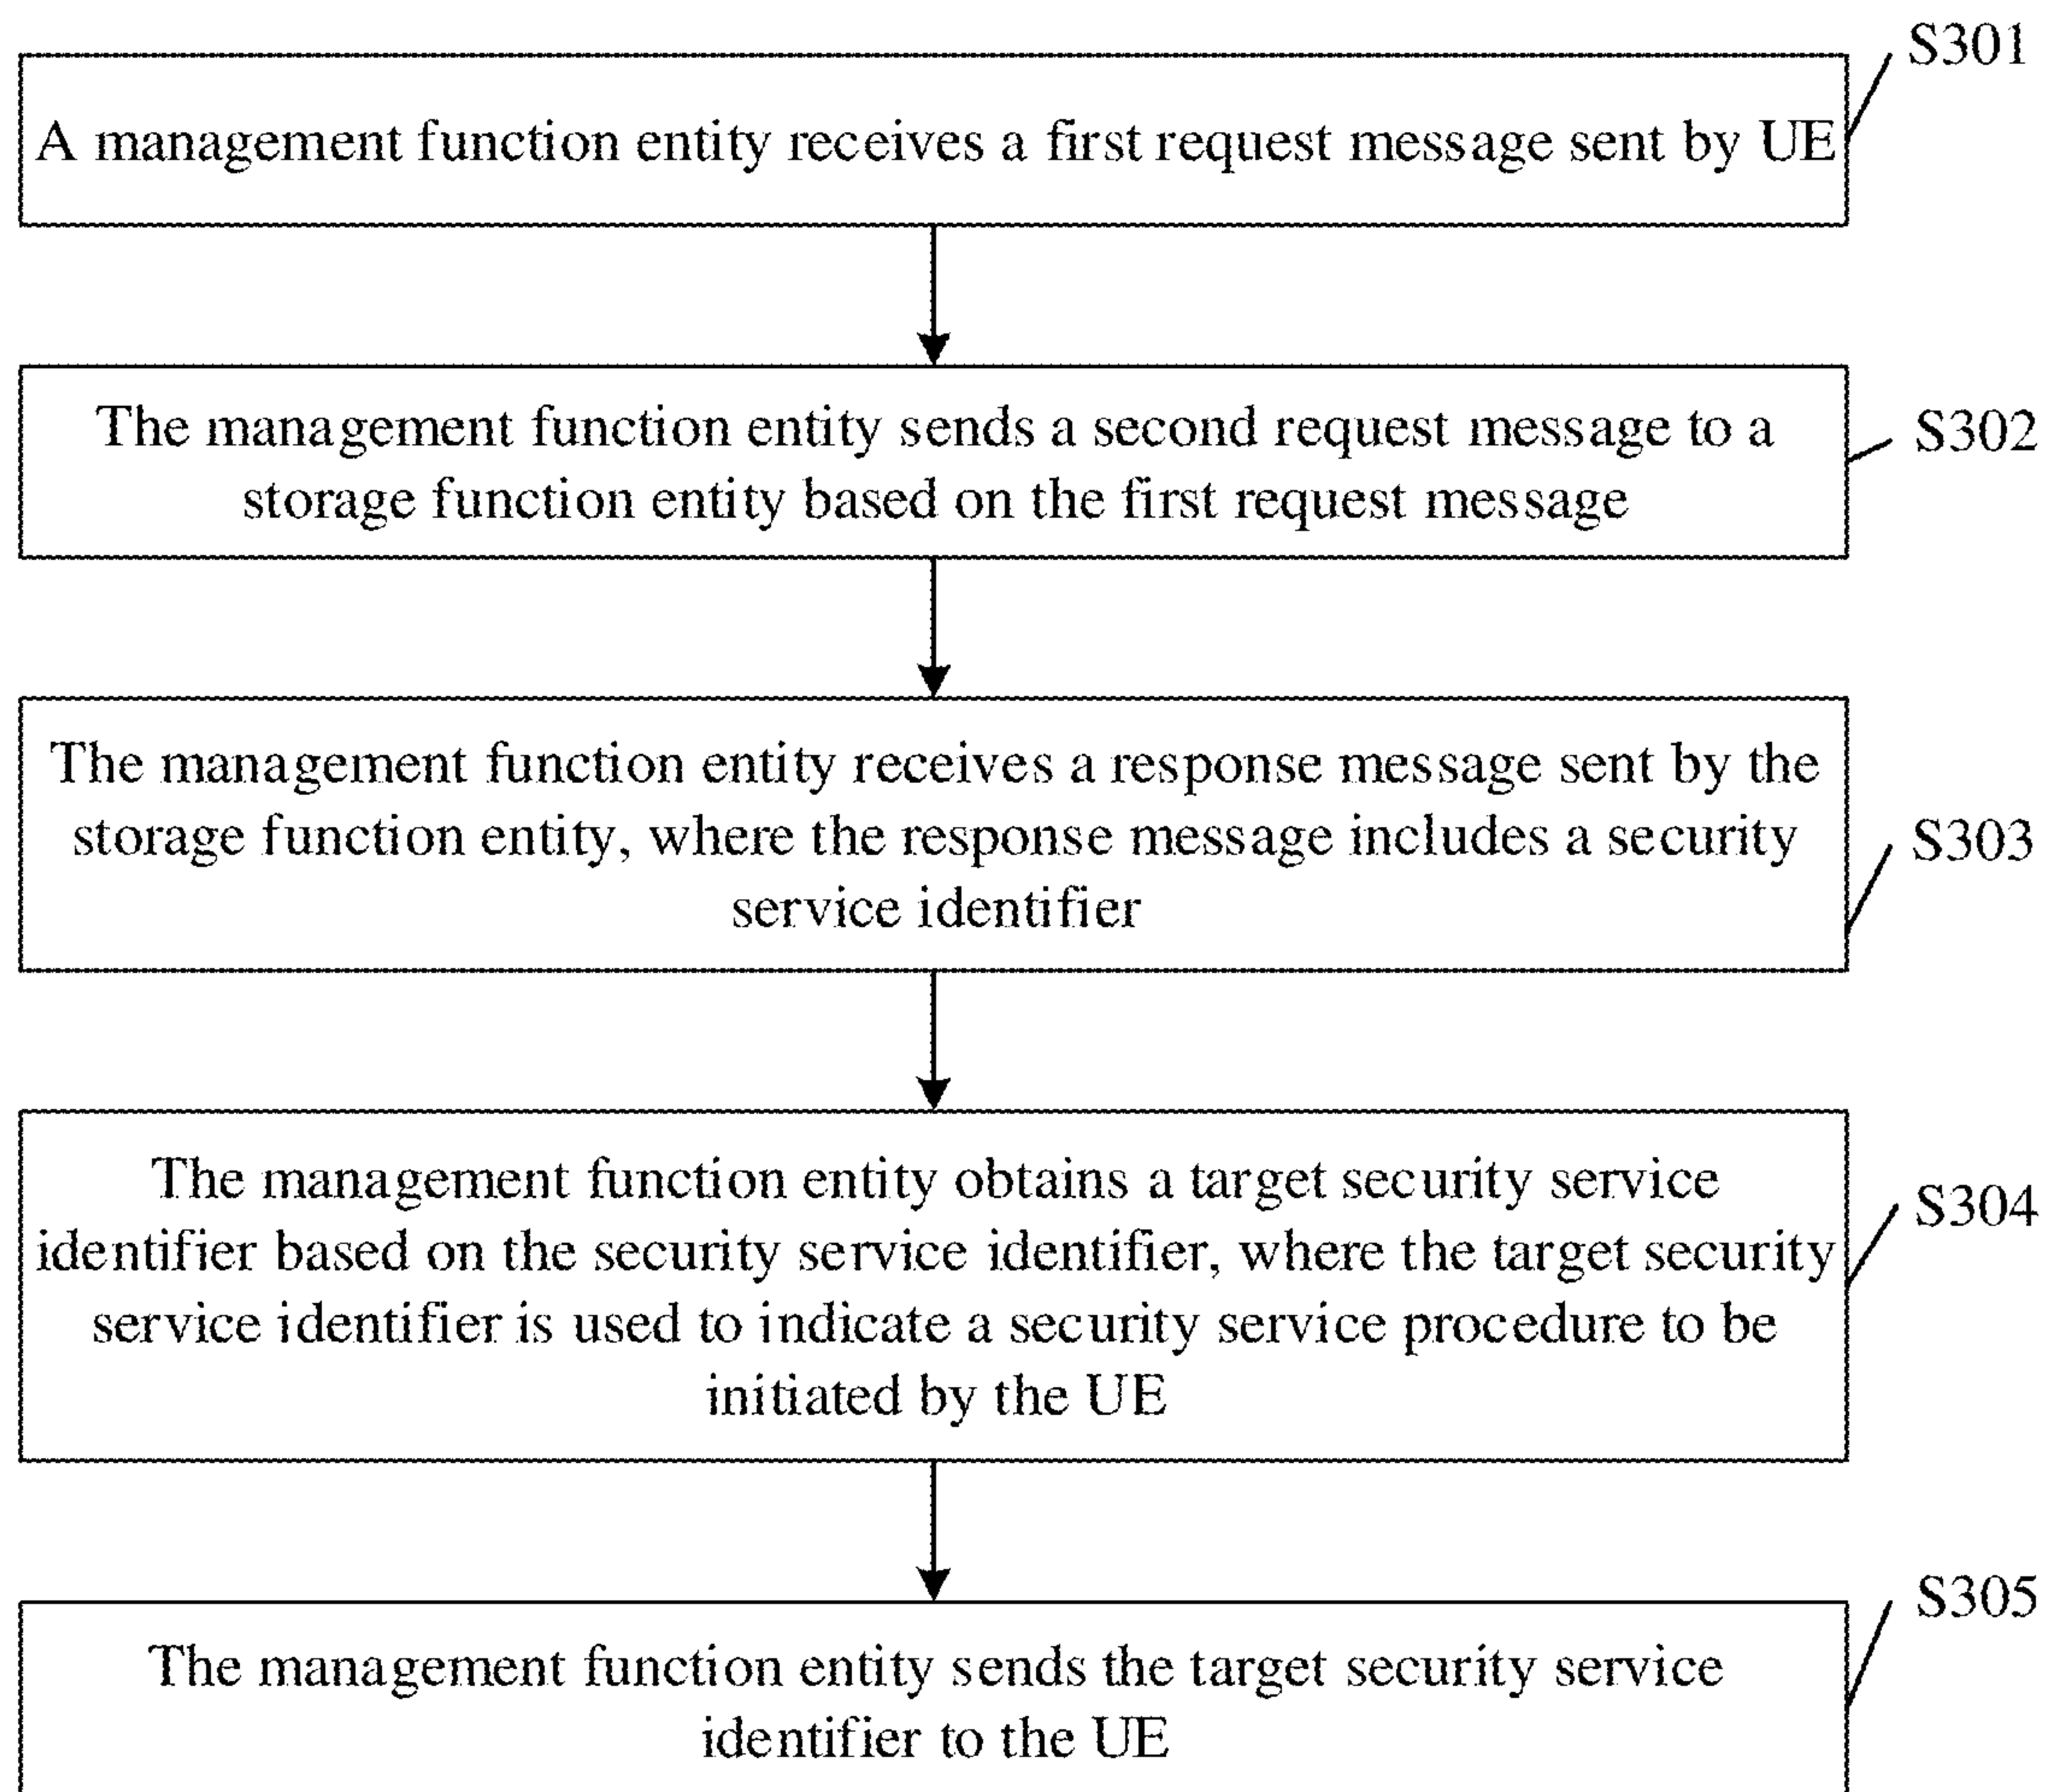 S301
A management function entity receives a first request message sent by UE
The management function entity sends a second request message to a
storage function entity based on the first request message
S302
The management function entity receives a response message sent by the
storage function entity, where the response message includes a security
service identifier
S303
The management function entity obtains a target security service
identifier based on the security service identifier, where the target security
service identifier is used to indicate a security service procedure to be
initiated by the UE
S304
S305
The management function entity sends the target security service
identifier to the UE